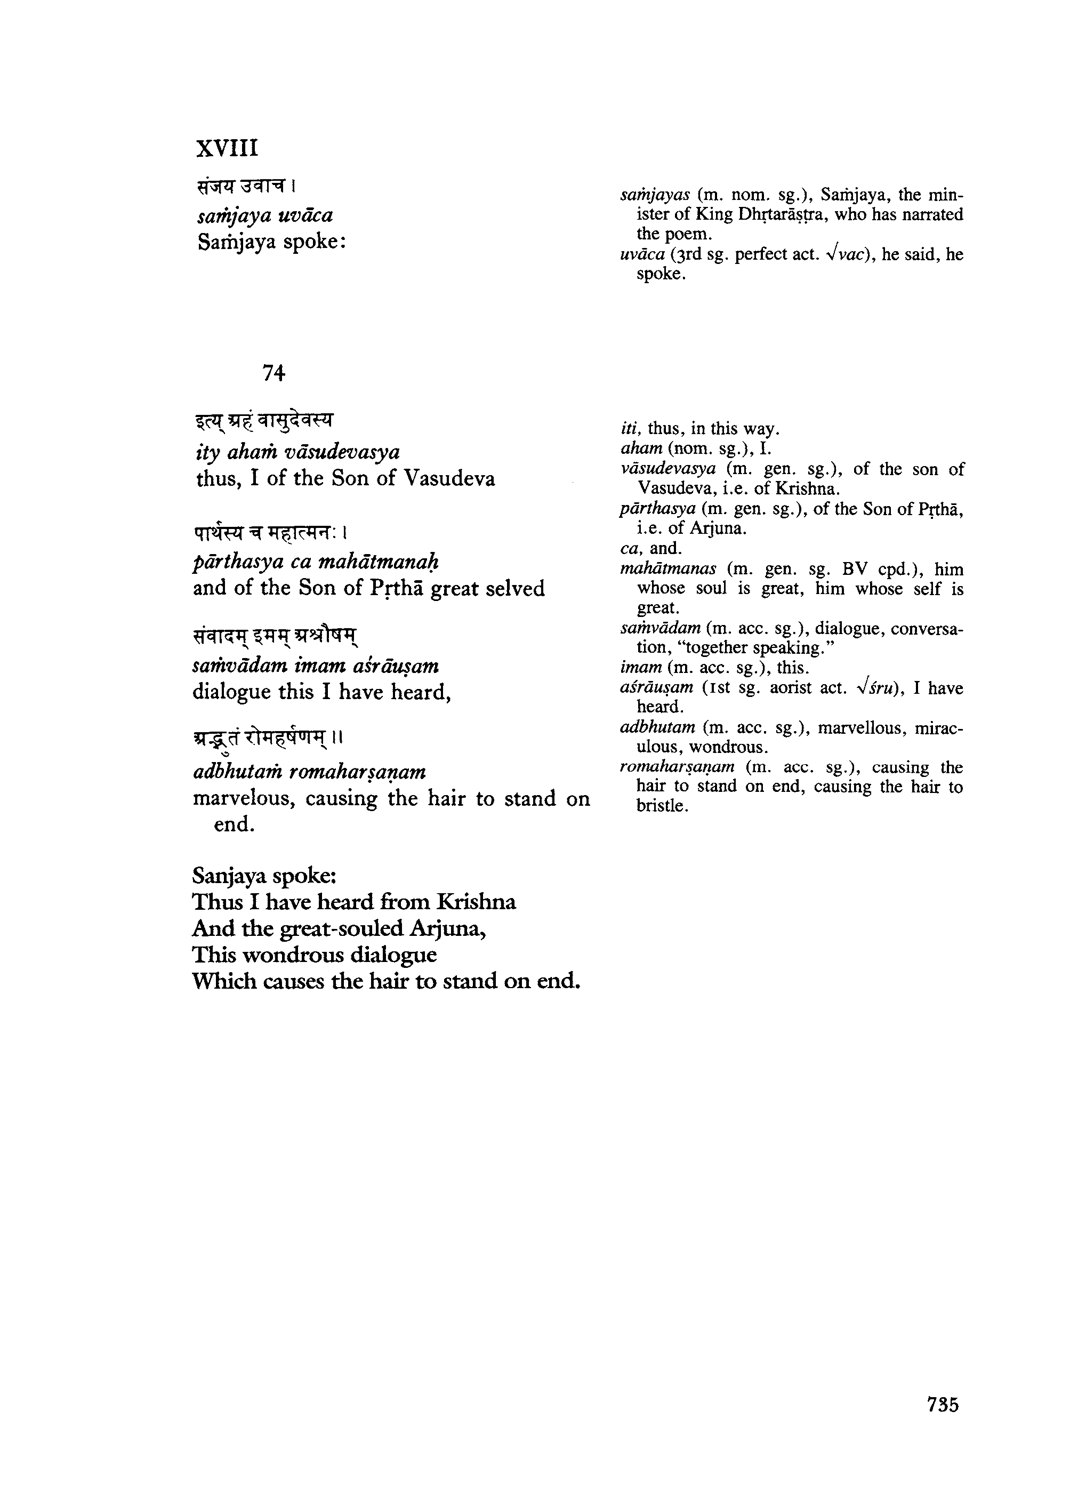 XVIII
संजय उवाच ।
saṁjaya uvāca
Saṁjaya spoke:
saṁjayas (m. nom. sg.), Saṁjaya, the min-
ister of King Dhṛtarāṣṭra, who has narrated
the poem.
uvāca (3rd sg. perfect act. √vac), he said, he
spoke.
74
इत्य् अहं वासुदेवस्य
ity ahaṁ vāsudevasya
thus, I of the Son of Vasudeva
पार्थस्य च महात्मनः ।
pārthasya ca mahātmanaḥ
and of the Son of Pṛthā great selved
संवादम् इमम् अश्रौषम्
saṁvādam imam aśrāuṣam
dialogue this I have heard,
अद्भुतं रोमहर्षणम् ॥
adbhutaṁ romaharṣaṇam
marvelous, causing the hair to stand on
end.
Sanjaya spoke:
Thus I have heard from Krishna
And the great-souled Arjuna,
This wondrous dialogue
Which causes the hair to stand on end.
iti, thus, in this way.
aham (nom. sg.), I.
vāsudevasya (m. gen. sg.), of the son of
Vasudeva, i.e. of Krishna.
pārthasya (m. gen. sg.), of the Son of Pṛthā,
i.e. of Arjuna.
ca, and.
mahātmanas (m. gen. sg. BV cpd.), him
whose soul is great, him whose self is
great.
saṁvādam (m. acc. sg.), dialogue, conversa-
tion, “together speaking.”
imam (m. acc. sg.), this.
aśrāuṣam (1st sg. aorist act. √śru), I have
heard.
adbhutam (m. acc. sg.), marvellous, mirac-
ulous, wondrous.
romaharṣaṇam (m. acc. sg.), causing the
hair to stand on end, causing the hair to
bristle.
735